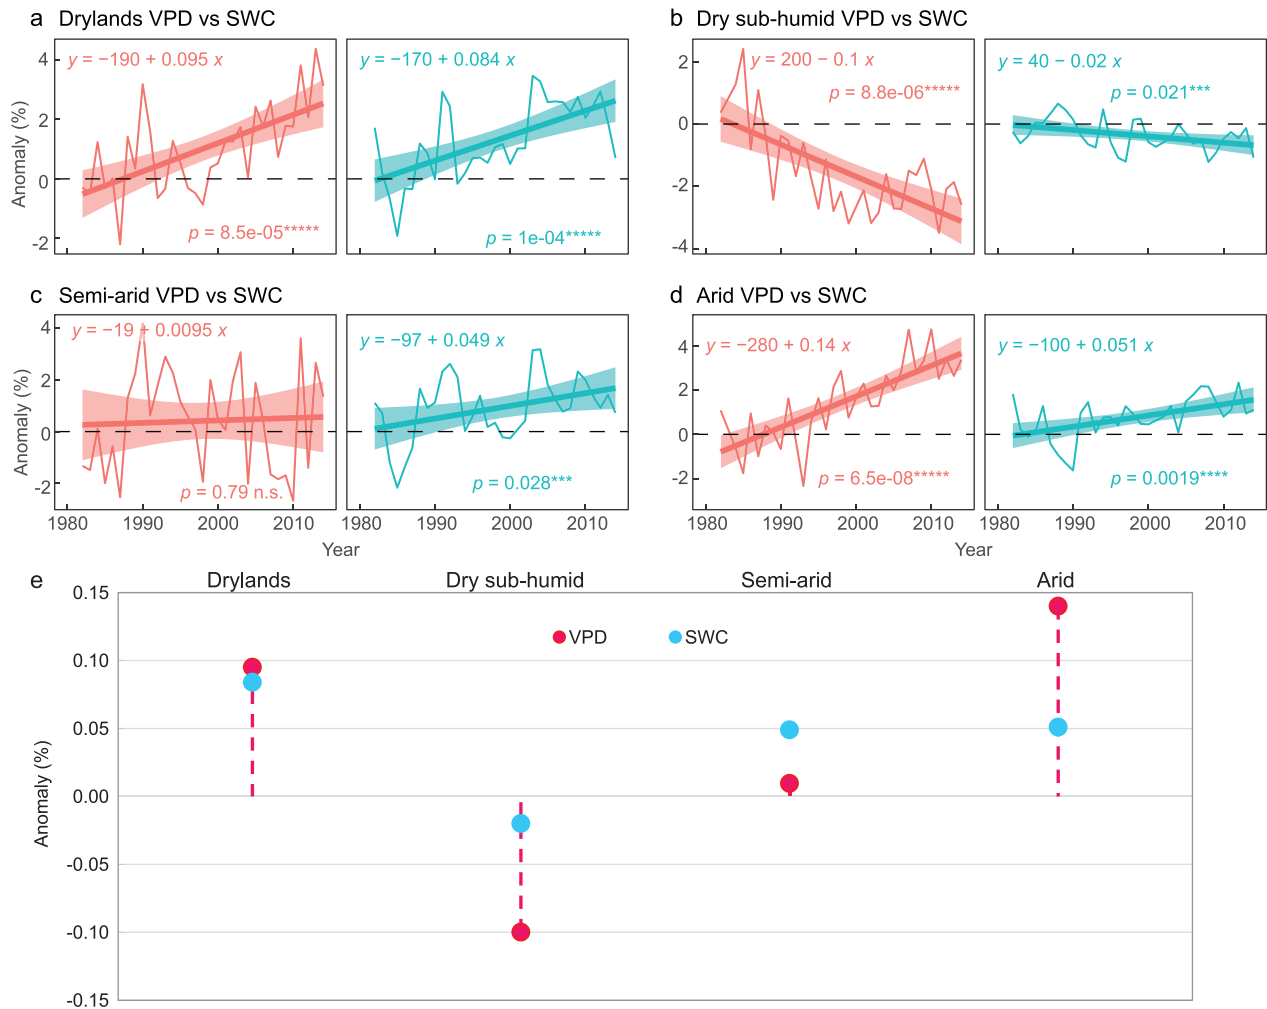 a Drylands VPD vs SWC
b Dry sub-humid VPD vs SWC
y = −190 + 0.095 x
y = −170 + 0.084 x
y = 200 − 0.1 x
y = 40 − 0.02 x
p = 8.8e-06*****
p = 0.021***
p = 8.5e-05*****
p = 1e-04*****
Anomaly (%)
4
2
0
-2
2
0
-2
-4
c Semi-arid VPD vs SWC
d Arid VPD vs SWC
y = −19 + 0.0095 x
y = −97 + 0.049 x
y = −280 + 0.14 x
y = −100 + 0.051 x
p = 0.79 n.s.
p = 0.028***
p = 6.5e-08*****
p = 0.0019****
Anomaly (%)
4
2
0
-2
4
2
0
-2
1980 1990 2000 2010 1980 1990 2000 2010 1980 1990 2000 2010 1980 1990 2000 2010
Year
Year
e Drylands Dry sub-humid Semi-arid Arid
VPD SWC
Anomaly (%)
0.15
0.10
0.05
0.00
-0.05
-0.10
-0.15